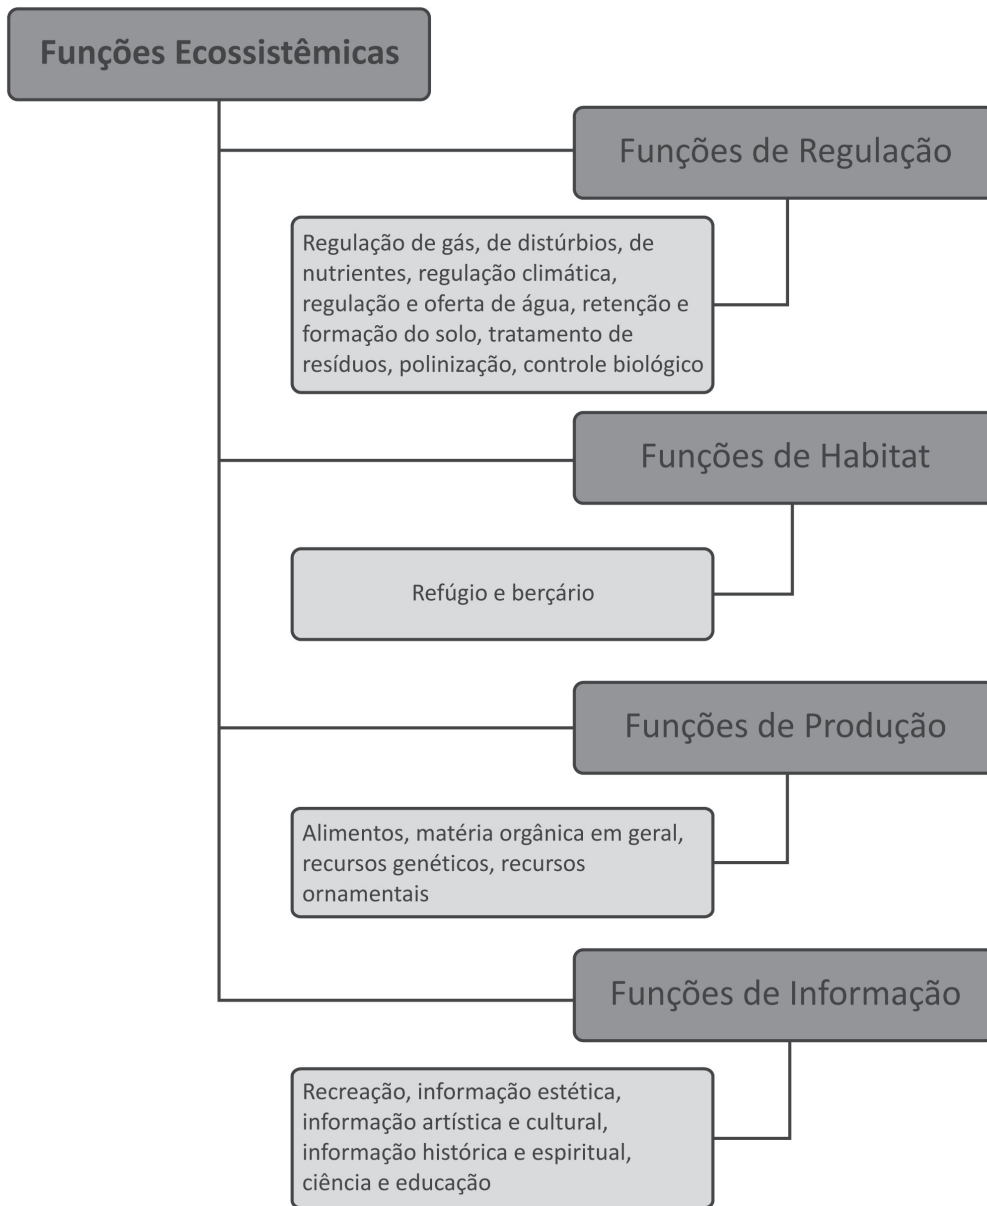 Funções Ecossistêmicas
Funções de Regulação
Regulação de gás, de distúrbios, de
nutrientes, regulação climática,
regulação e oferta de água, retenção e
formação do solo, tratamento de
resíduos, polinização, controle biológico
Funções de Habitat
Refúgio e berçário
Funções de Produção
Alimentos, matéria orgânica em geral,
recursos genéticos, recursos
ornamentais
Funções de Informação
Recreação, informação estética,
informação artística e cultural,
informação histórica e espiritual,
ciência e educação